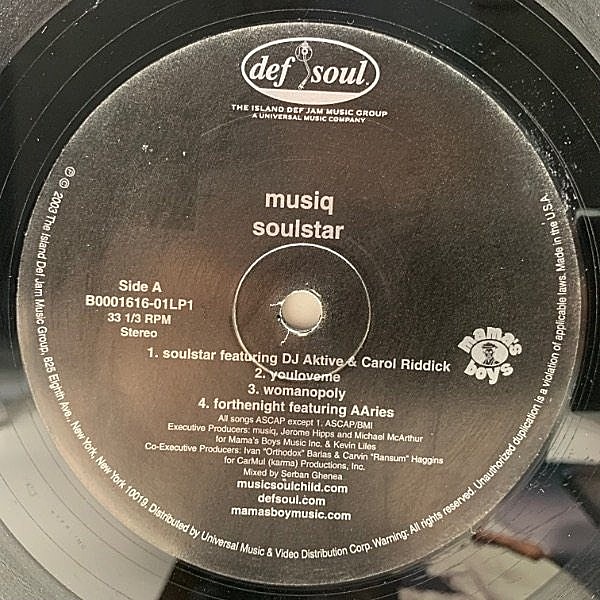 def soul.
THE ISLAND DEF JAM MUSIC GROUP
A UNIVERSAL MUSIC COMPANY
musiq
soulstar
Side A
B0001616-01LP1
33 1/3 RPM
Stereo
1. soulstar featuring DJ Aktive & Carol Riddick
2. youloveme
3. womanopoly
4. forthenight featuring AAries
All songs ASCAP except 1. ASCAP/BMI
Executive Producers: musiq, Jerome Hipps and Michael McArthur
for Mama's Boys Music Inc. & Kevin Liles
Co-Executive Producers: Ivan "Orthodox" Barias & Carvin "Ransum" Haggins
for CarMul (karma) Productions, Inc.
Mixed by Serban Ghenea
musicsoulchild.com
defsoul.com
mamasboymusic.com
mama's
boys
℗ © 2003 The Island Def Jam Music Group, 825 Eighth Ave., New York, New York 10019. Distributed by Universal Music & Video Distribution Corp. Warning: All rights reserved. Unauthorized duplication is a violation of applicable laws. Made in the U.S.A.